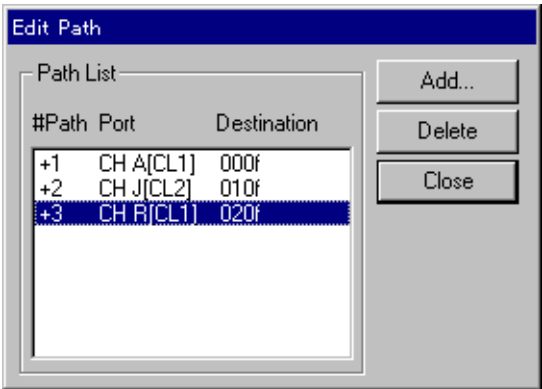 Edit Path
Path List
#Path Port Destination
+1 CH A[CL1] 000f
+2 CH J[CL2] 010f
+3 CH R[CL1] 020f
Add...
Delete
Close